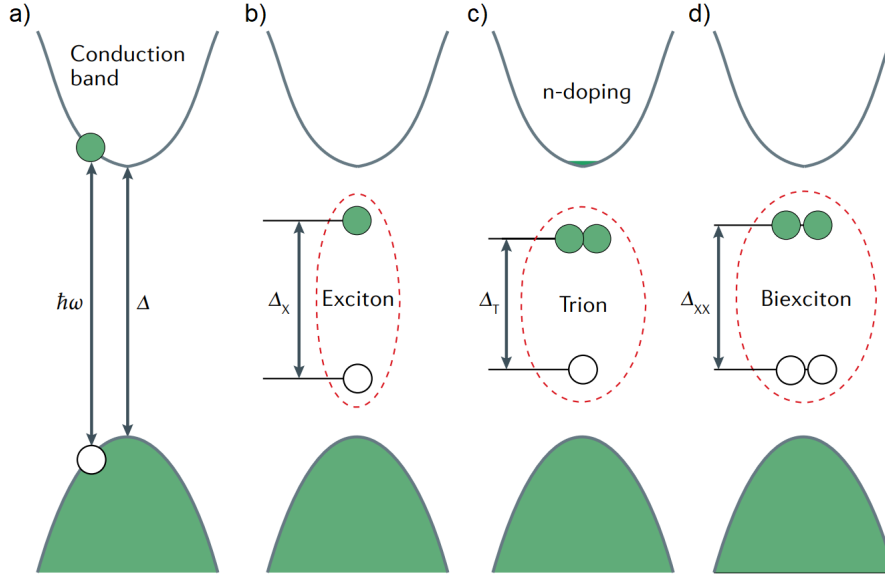 a)
b)
c)
d)
Conduction
band
n-doping
ħω
Δ
Δ_X
Exciton
Δ_T
Trion
Δ_XX
Biexciton